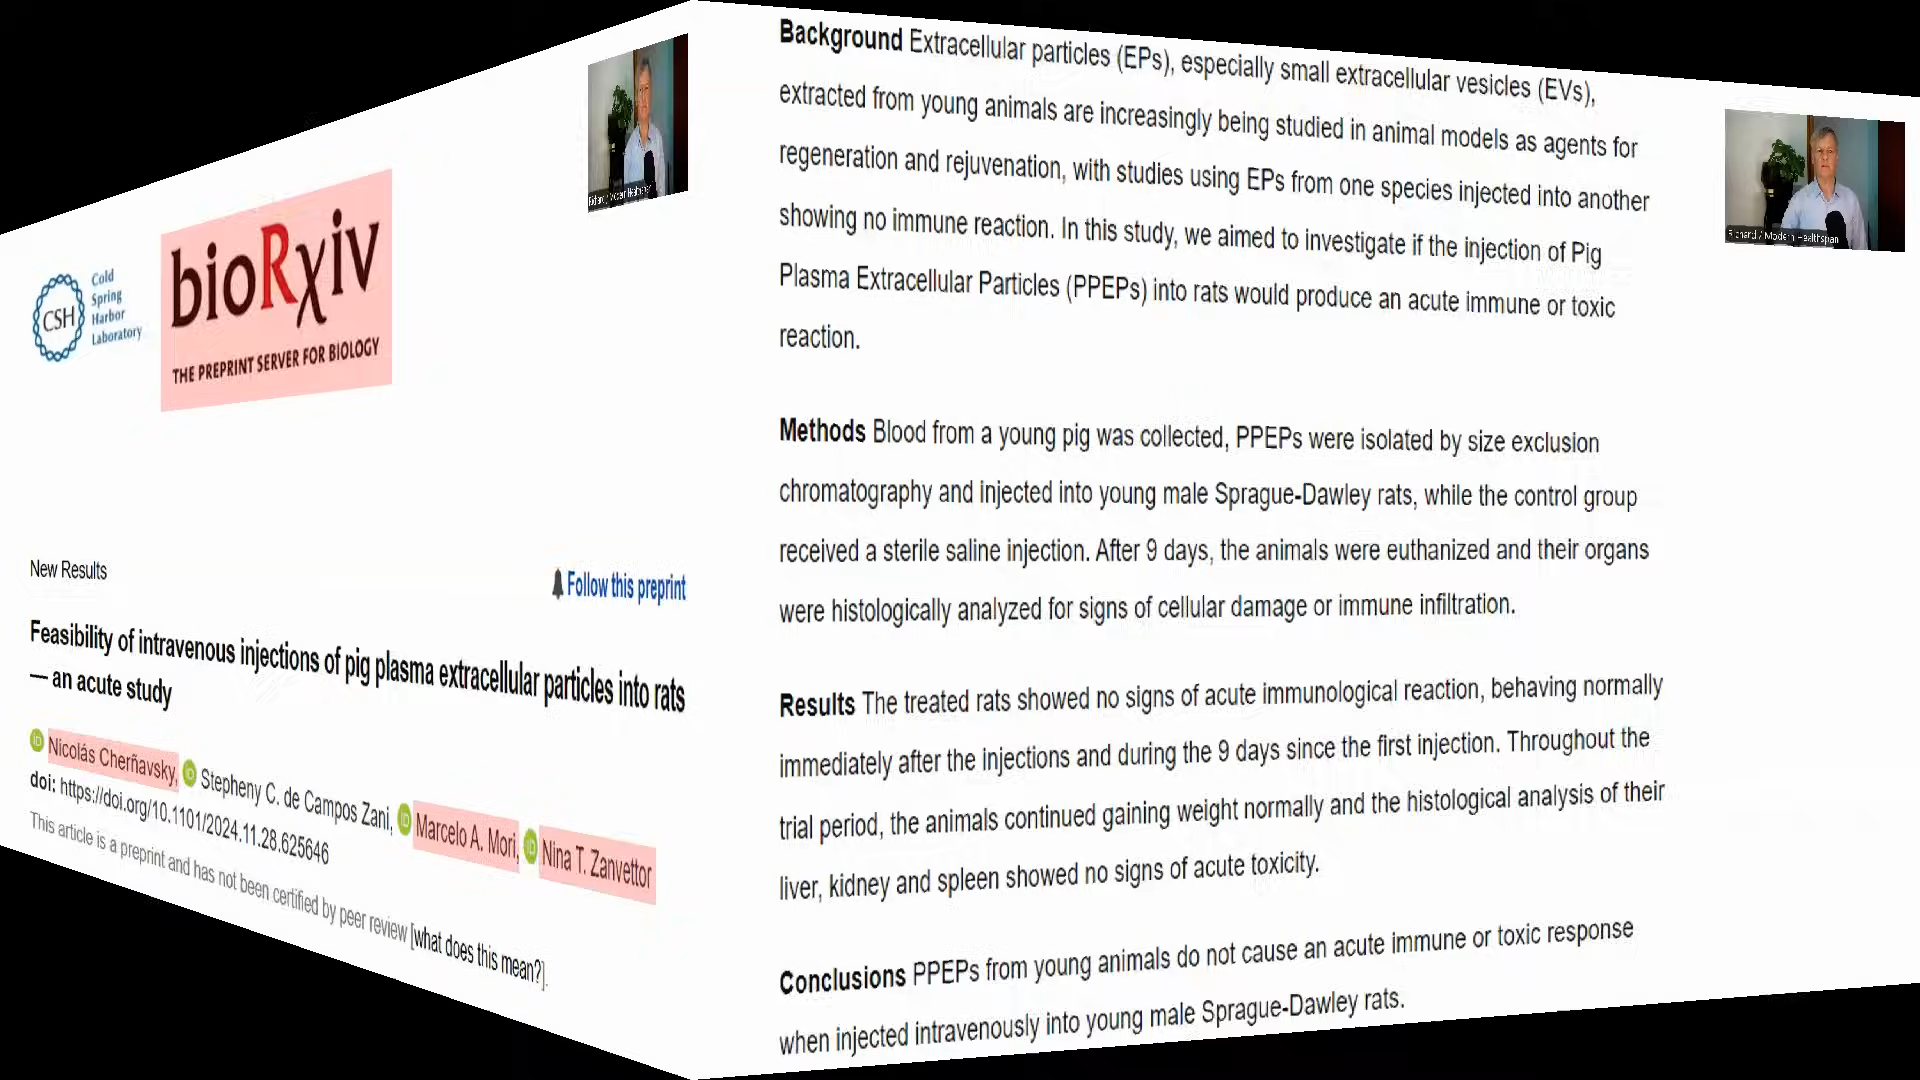 CSH
Cold
Spring
Harbor
Laboratory
bioRχiv
THE PREPRINT SERVER FOR BIOLOGY
New Results
Follow this preprint
Feasibility of intravenous injections of pig plasma extracellular particles into rats
— an acute study
iD Nicolás Cherñavsky, iD Stepheny C. de Campos Zani, iD Marcelo A. Mori, iD Nina T. Zanvettor
doi: https://doi.org/10.1101/2024.11.28.625646
This article is a preprint and has not been certified by peer review [what does this mean?].
Richard / Modern Healthspan
Background Extracellular particles (EPs), especially small extracellular vesicles (EVs),
extracted from young animals are increasingly being studied in animal models as agents for
regeneration and rejuvenation, with studies using EPs from one species injected into another
showing no immune reaction. In this study, we aimed to investigate if the injection of Pig
Plasma Extracellular Particles (PPEPs) into rats would produce an acute immune or toxic
reaction.
Methods Blood from a young pig was collected, PPEPs were isolated by size exclusion
chromatography and injected into young male Sprague-Dawley rats, while the control group
received a sterile saline injection. After 9 days, the animals were euthanized and their organs
were histologically analyzed for signs of cellular damage or immune infiltration.
Results The treated rats showed no signs of acute immunological reaction, behaving normally
immediately after the injections and during the 9 days since the first injection. Throughout the
trial period, the animals continued gaining weight normally and the histological analysis of their
liver, kidney and spleen showed no signs of acute toxicity.
Conclusions PPEPs from young animals do not cause an acute immune or toxic response
when injected intravenously into young male Sprague-Dawley rats.
Richard / Modern Healthspan